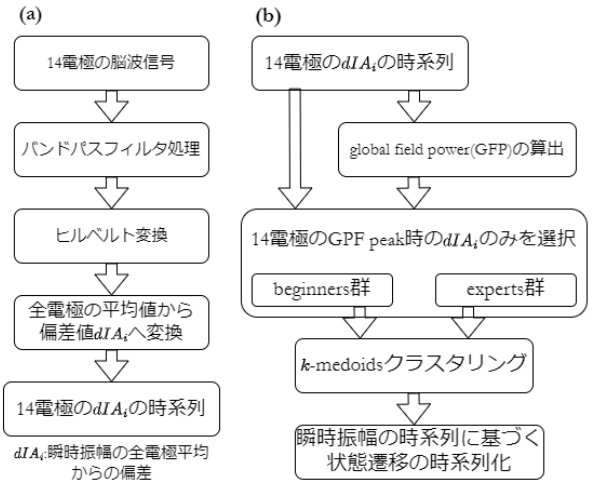 (a)
14電極の脳波信号
バンドパスフィルタ処理
ヒルベルト変換
全電極の平均値から
偏差値dIAiへ変換
14電極のdIAiの時系列
dIAi:瞬時振幅の全電極平均
からの偏差
(b)
14電極のdIAiの時系列
global field power(GFP)の算出
14電極のGPF peak時のdIAiのみを選択
beginners群
experts群
k-medoidsクラスタリング
瞬時振幅の時系列に基づく
状態遷移の時系列化